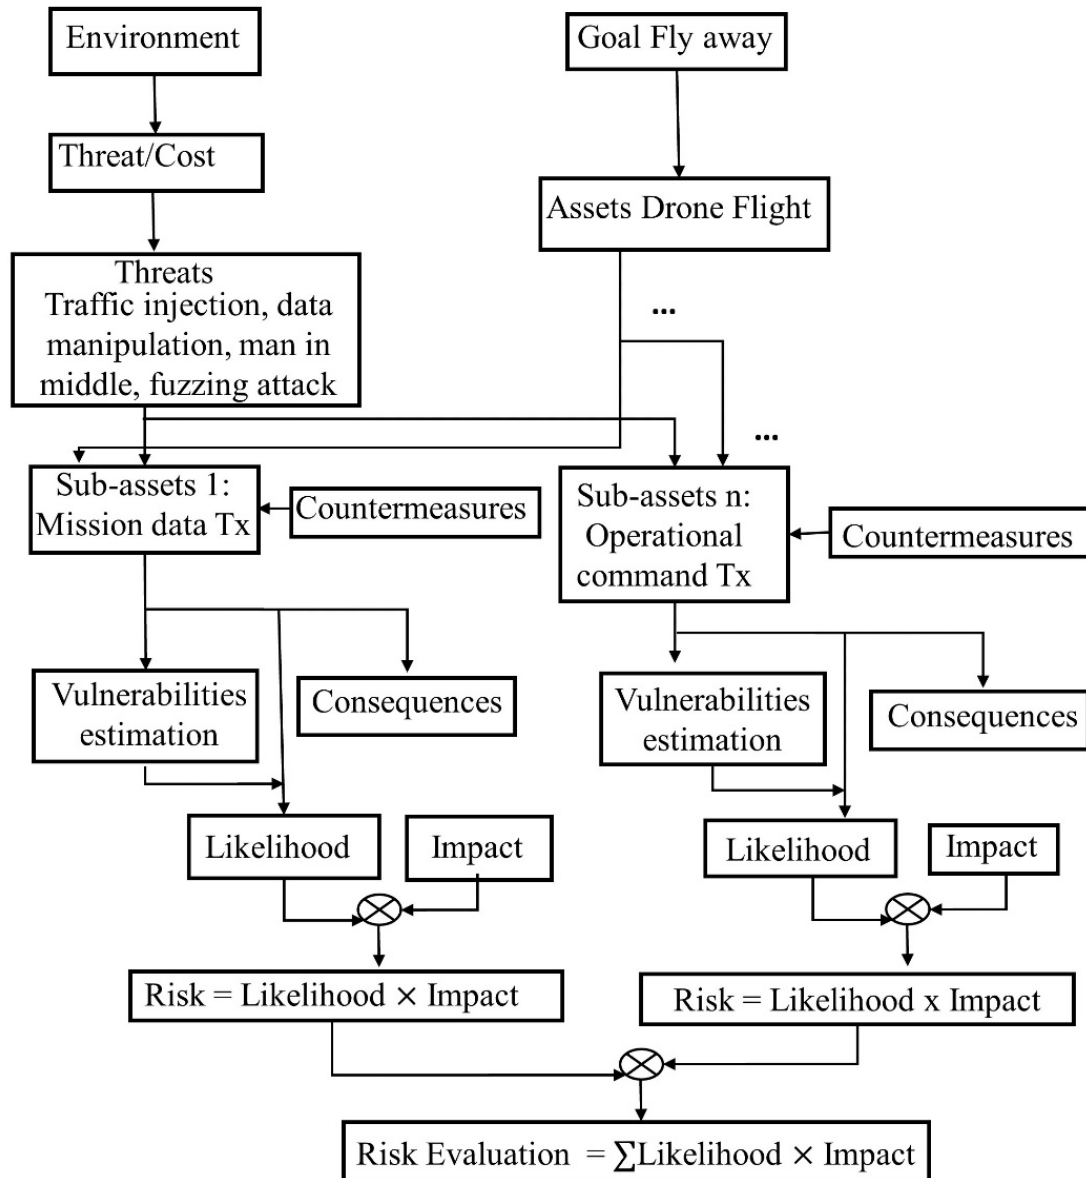 Environment
Goal Fly away
Threat/Cost
Assets Drone Flight
Threats
Traffic injection, data
manipulation, man in
middle, fuzzing attack
...
...
Sub-assets 1:
Mission data Tx
Countermeasures
Sub-assets n:
Operational
command Tx
Countermeasures
Vulnerabilities
estimation
Consequences
Vulnerabilities
estimation
Consequences
Likelihood
Impact
Likelihood
Impact
Risk = Likelihood × Impact
Risk = Likelihood x Impact
Risk Evaluation = ∑Likelihood × Impact